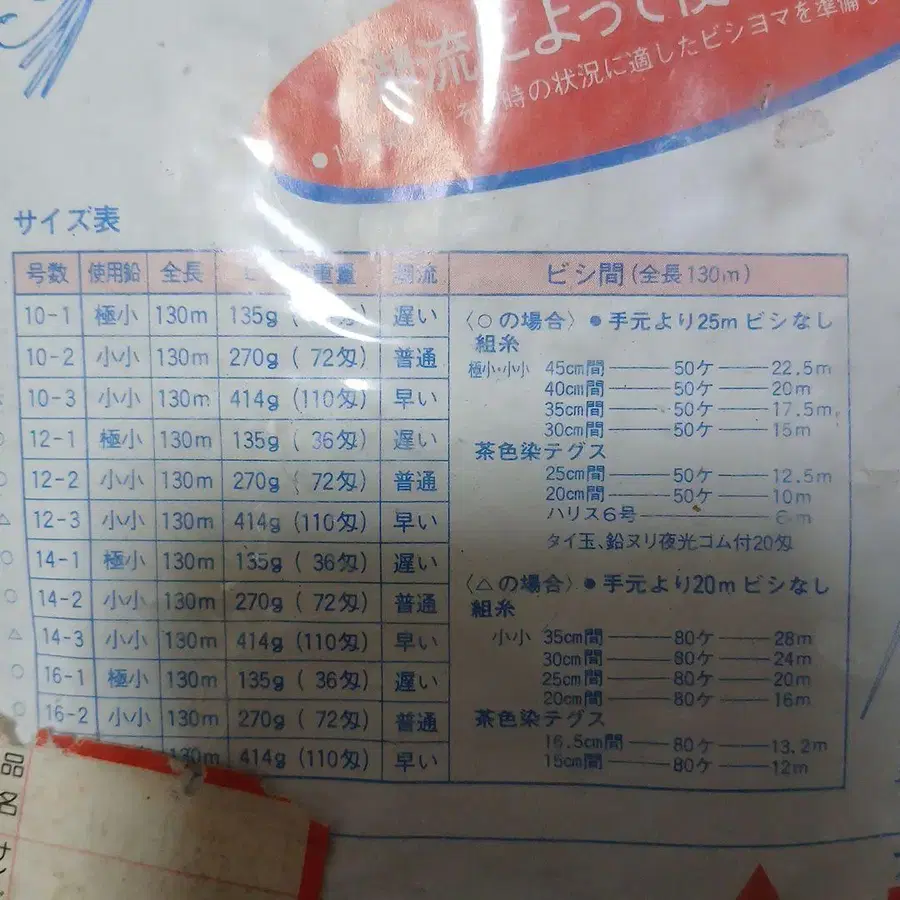 流によって
時の状況に適したビシヨマを準備
サイズ表
号数 使用鉛 全長 重量 潮流 ビシ間(全長130m)
10-1 極小 130m 135g 匁) 遅い
10-2 小小 130m 270g ( 72匁) 普通
10-3 小小 130m 414g (110匁) 早い
12-1 極小 130m 135g ( 36匁) 遅い
12-2 小小 130m 270g ( 72匁) 普通
12-3 小小 130m 414g (110匁) 早い
14-1 極小 130m 135g ( 36匁) 遅い
14-2 小小 130m 270g ( 72匁) 普通
14-3 小小 130m 414g (110匁) 早い
16-1 極小 130m 135g ( 36匁) 遅い
16-2 小小 130m 270g ( 72匁) 普通
130m 414g (110匁) 早い
〈○の場合〉●手元より25mビシなし
組糸
極小・小小 45cm間――50ケ――22.5m
40cm間――50ケ――20m
35cm間――50ケ――17.5m
30cm間――50ケ――15m
茶色染テグス
25cm間――50ケ――12.5m
20cm間――50ケ――10m
ハリス6号――6m
タイ玉、鉛ヌリ夜光ゴム付20匁
〈△の場合〉●手元より20mビシなし
組糸
小小 35cm間――80ケ――28m
30cm間――80ケ――24m
25cm間――80ケ――20m
20cm間――80ケ――16m
茶色染テグス
16.5cm間――80ケ――13.2m
15cm間――80ケ――12m
品名